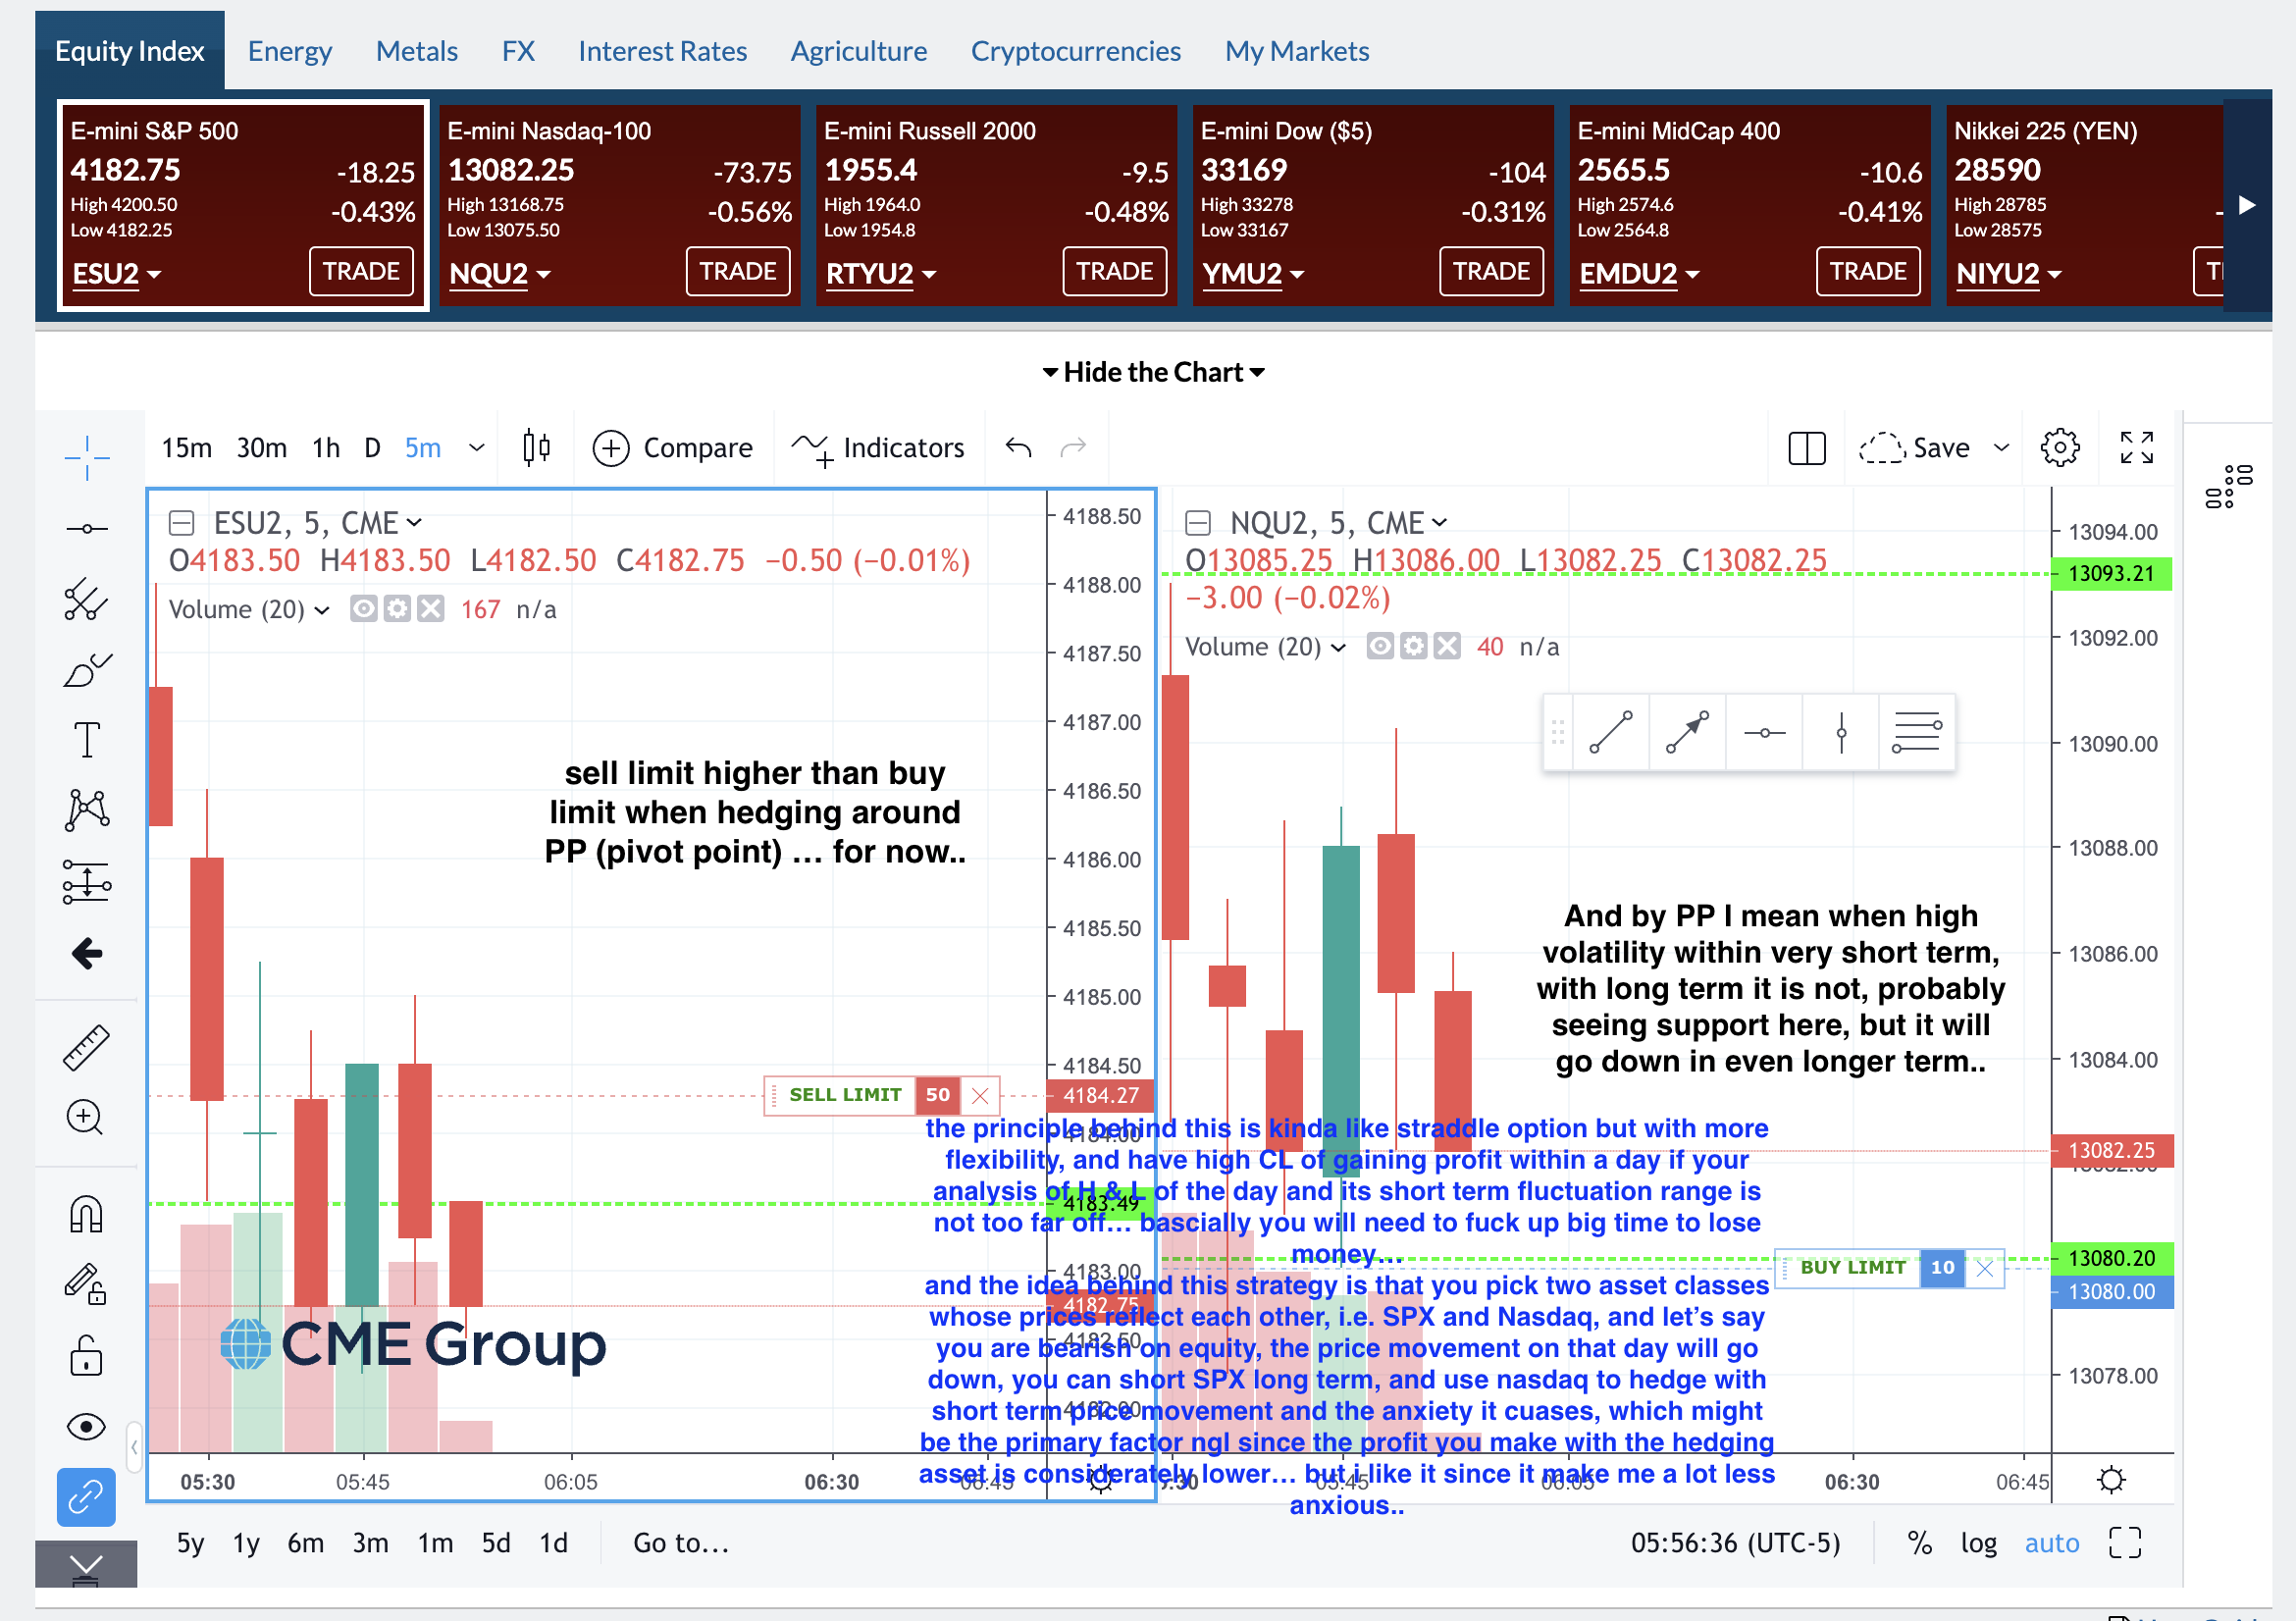 Equity Index Energy Metals FX Interest Rates Agriculture Cryptocurrencies My Markets
E-mini S&P 500
4182.75 -18.25
High 4200.50 -0.43%
Low 4182.25
ESU2 TRADE
E-mini Nasdaq-100
13082.25 -73.75
High 13168.75 -0.56%
Low 13075.50
NQU2 TRADE
E-mini Russell 2000
1955.4 -9.5
High 1964.0 -0.48%
Low 1954.8
RTYU2 TRADE
E-mini Dow ($5)
33169 -104
High 33278 -0.31%
Low 33167
YMU2 TRADE
E-mini MidCap 400
2565.5 -10.6
High 2574.6 -0.41%
Low 2564.8
EMDU2 TRADE
Nikkei 225 (YEN)
28590
High 28785 -
Low 28575
NIYU2
Hide the Chart
15m 30m 1h D 5m Compare Indicators Save
ESU2, 5, CME
O4183.50 H4183.50 L4182.50 C4182.75 −0.50 (−0.01%)
Volume (20) 167 n/a
sell limit higher than buy
limit when hedging around
PP (pivot point) … for now..
SELL LIMIT 50
4188.50
4188.00
4187.50
4187.00
4186.50
4186.00
4185.50
4185.00
4184.50
4184.27
4184.00
4183.49
4183.00
4182.75
4182.50
4182.00
CME Group
05:30 05:45 06:05 06:30 06:45
NQU2, 5, CME
O13085.25 H13086.00 L13082.25 C13082.25
−3.00 (−0.02%)
Volume (20) 40 n/a
And by PP I mean when high
volatility within very short term,
with long term it is not, probably
seeing support here, but it will
go down in even longer term..
BUY LIMIT 10
13094.00
13093.21
13092.00
13090.00
13088.00
13086.00
13084.00
13082.25
13082.00
13080.20
13080.00
13078.00
:30 05:45 06:05 06:30 06:45
the principle behind this is kinda like straddle option but with more
flexibility, and have high CL of gaining profit within a day if your
analysis of H & L of the day and its short term fluctuation range is
not too far off… bascially you will need to fuck up big time to lose
money…
and the idea behind this strategy is that you pick two asset classes
whose prices reflect each other, i.e. SPX and Nasdaq, and let’s say
you are bearish on equity, the price movement on that day will go
down, you can short SPX long term, and use nasdaq to hedge with
short term price movement and the anxiety it cuases, which might
be the primary factor ngl since the profit you make with the hedging
asset is considerately lower… but i like it since it make me a lot less
anxious..
5y 1y 6m 3m 1m 5d 1d Go to... 05:56:36 (UTC-5) % log auto